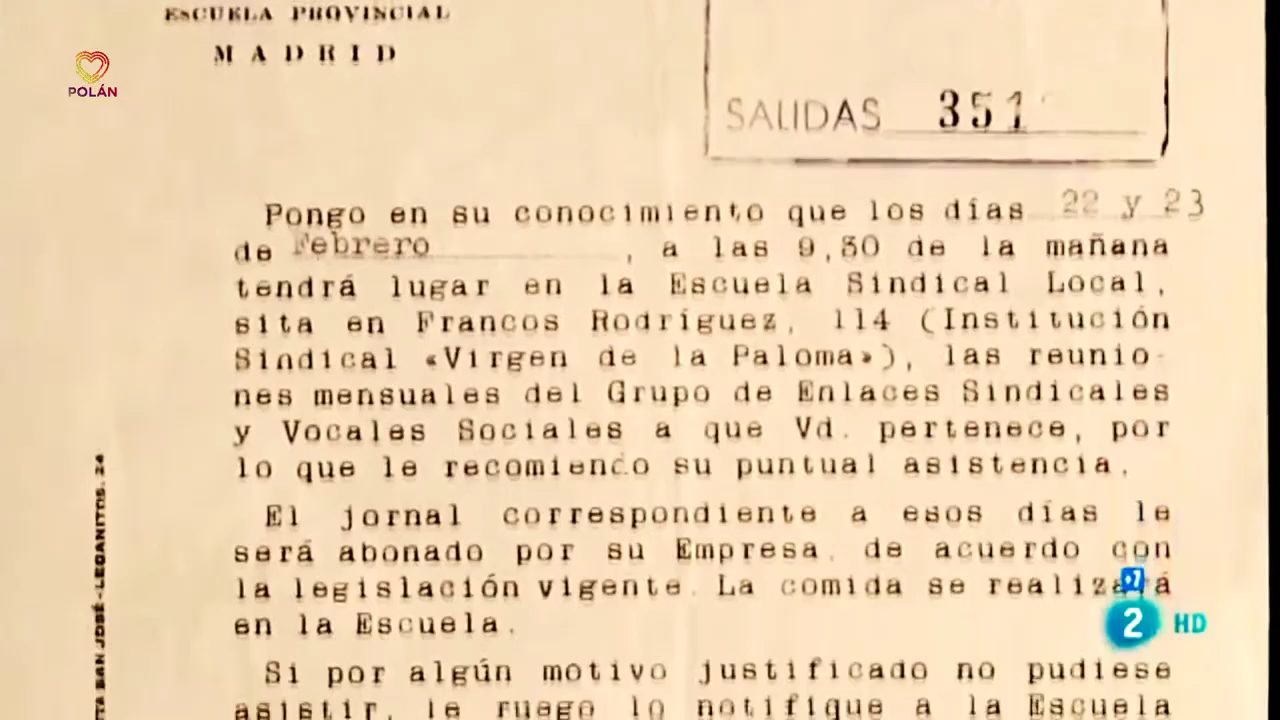 ESCUELA PROVINCIAL
MADRID
POLÁN
SALIDAS 351
Pongo en su conocimiento que los días 22 y 23
de Febrero, a las 9,30 de la mañana
tendrá lugar en la Escuela Sindical Local,
sita en Francos Rodríguez, 114 (Institución
Sindical «Virgen de la Paloma»), las reunio-
nes mensuales del Grupo de Enlaces Sindicales
y Vocales Sociales a que Vd. pertenece, por
lo que le recomiendo su puntual asistencia.
El jornal correspondiente a esos días le
será abonado por su Empresa, de acuerdo con
la legislación vigente. La comida se realizará
en la Escuela.
Si por algún motivo justificado no pudiese
asistir, le ruego lo notifique a la Escuela
SAN JOSÉ-LEGANITOS, 24
+7
2 HD